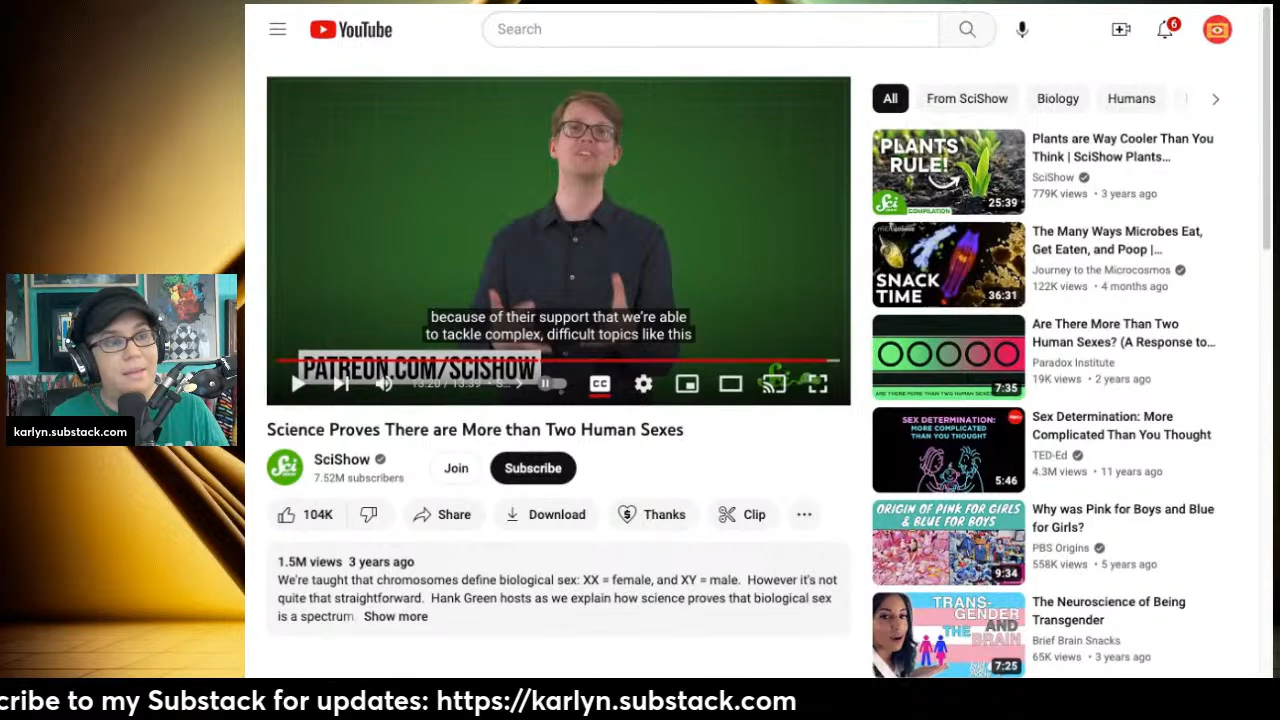 YouTube
Search
6
because of their support that we're able
to tackle complex, difficult topics like this
PATREON.COM/SCISHOW
CC
Science Proves There are More than Two Human Sexes
Sci
SciShow
7.52M subscribers
Join
Subscribe
104K
Share
Download
Thanks
Clip
1.5M views 3 years ago
We're taught that chromosomes define biological sex: XX = female, and XY = male. However it's not
quite that straightforward. Hank Green hosts as we explain how science proves that biological sex
is a spectrum. Show more
All
From SciShow
Biology
Humans
PLANTS
RULE!
Sci
COMPILATION
25:39
Plants are Way Cooler Than You
Think | SciShow Plants...
SciShow
779K views • 3 years ago
SNACK
TIME
36:31
The Many Ways Microbes Eat,
Get Eaten, and Poop |...
Journey to the Microcosmos
122K views • 4 months ago
ARE THERE MORE THAN TWO HUMAN SEXES?
7:35
Are There More Than Two
Human Sexes? (A Response to...
Paradox Institute
19K views • 2 years ago
SEX DETERMINATION:
MORE COMPLICATED
THAN YOU THOUGHT
5:46
Sex Determination: More
Complicated Than You Thought
TED-Ed
4.3M views • 11 years ago
ORIGIN OF PINK FOR GIRLS
& BLUE FOR BOYS
9:34
Why was Pink for Boys and Blue
for Girls?
PBS Origins
558K views • 5 years ago
TRANS-
GENDER
AND
THE BRAIN
7:25
The Neuroscience of Being
Transgender
Brief Brain Snacks
65K views • 3 years ago
karlyn.substack.com
cribe to my Substack for updates: https://karlyn.substack.com